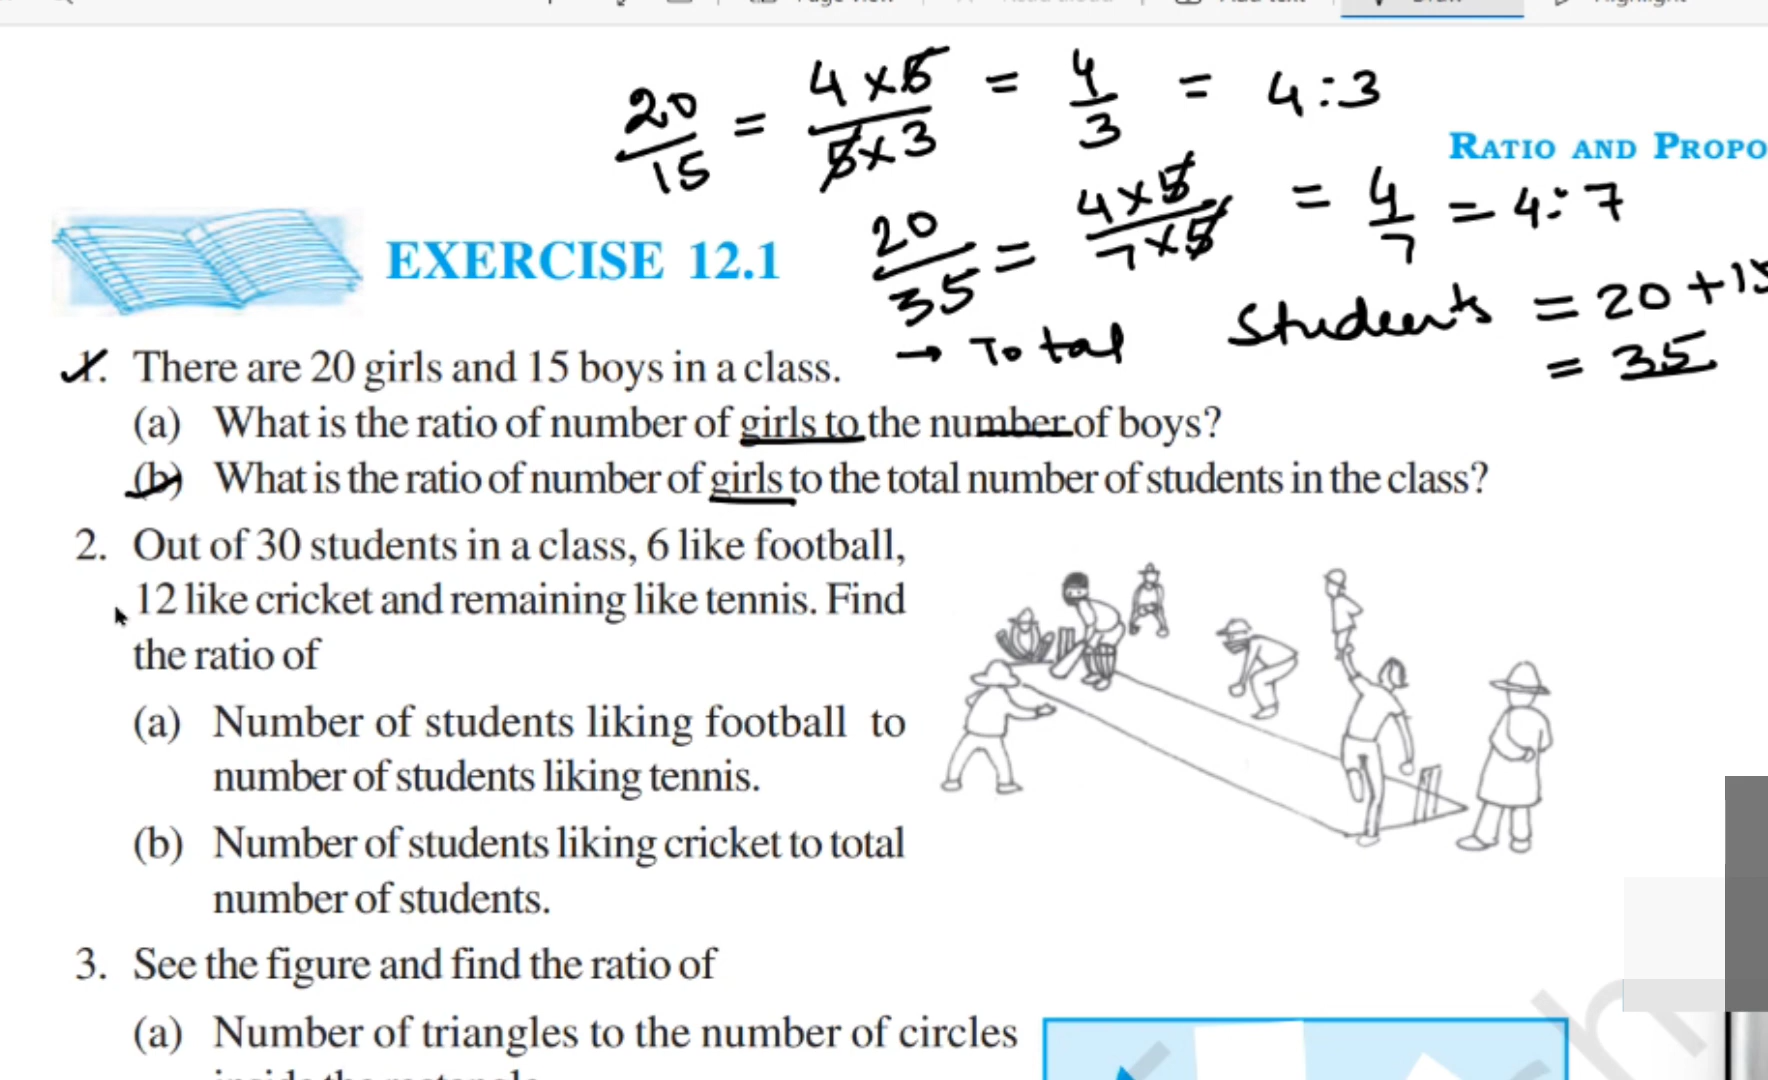 20/15 = 4×5/5×3 = 4/3 = 4:3
RATIO AND PROPO
20/35 = 4×5/7×5 = 4/7 = 4:7
EXERCISE 12.1
→ Total Students = 20+15
= 35
1. There are 20 girls and 15 boys in a class.
(a) What is the ratio of number of girls to the number of boys?
(b) What is the ratio of number of girls to the total number of students in the class?
2. Out of 30 students in a class, 6 like football,
12 like cricket and remaining like tennis. Find
the ratio of
(a) Number of students liking football to
number of students liking tennis.
(b) Number of students liking cricket to total
number of students.
3. See the figure and find the ratio of
(a) Number of triangles to the number of circles